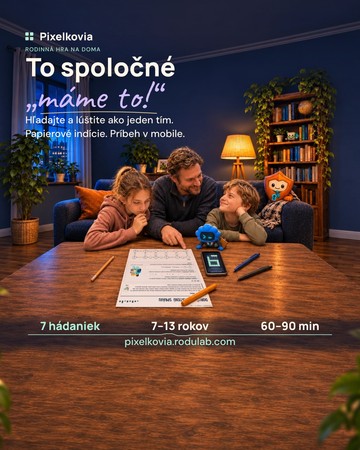 Pixelkovia
RODINNÁ HRA NA DOMA
To spoločné
„máme to!“
Hľadajte a lúštite ako jeden tím.
Papierové indície. Príbeh v mobile.
6
7 hádaniek
7–13 rokov
60–90 min
pixelkovia.rodulab.com